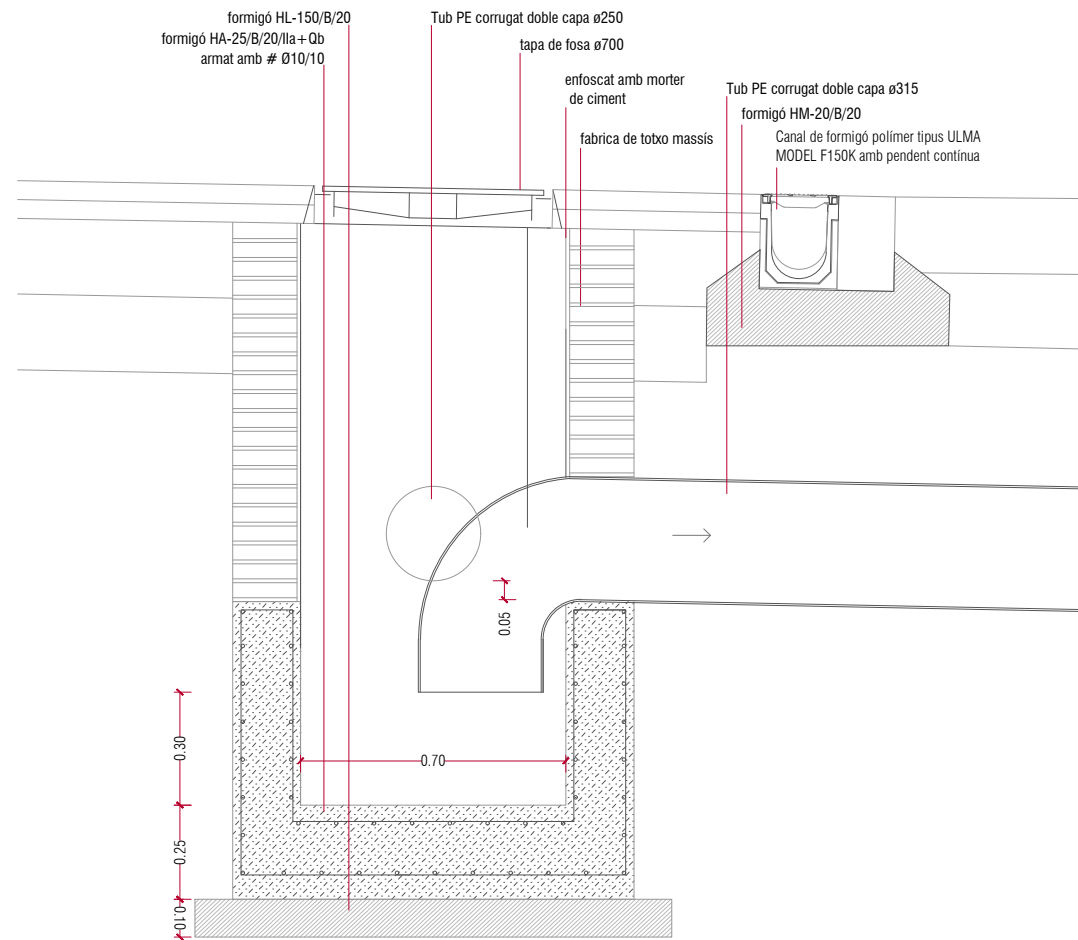 formigó HL-150/B/20
formigó HA-25/B/20/IIa+Qb
armat amb # Ø10/10
Tub PE corrugat doble capa ø250
tapa de fosa ø700
enfoscat amb morter
de ciment
fabrica de totxo massís
Tub PE corrugat doble capa ø315
formigó HM-20/B/20
Canal de formigó polímer tipus ULMA
MODEL F150K amb pendent contínua
0.05
0.30
0.70
0.25
0.10